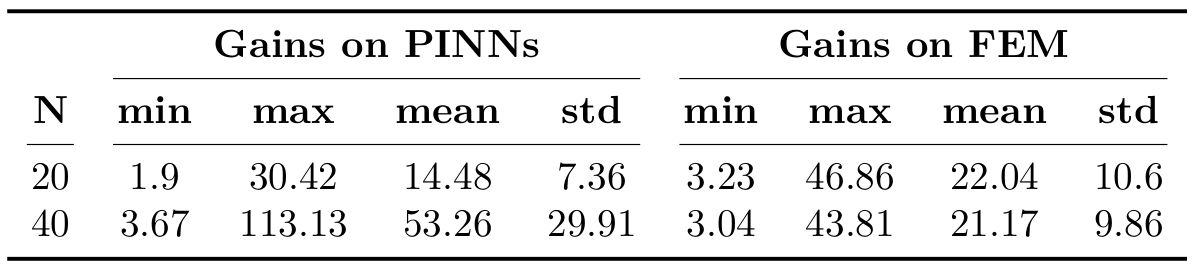 Gains on PINNs Gains on FEM
N min max mean std min max mean std
20 1.9 30.42 14.48 7.36 3.23 46.86 22.04 10.6
40 3.67 113.13 53.26 29.91 3.04 43.81 21.17 9.86